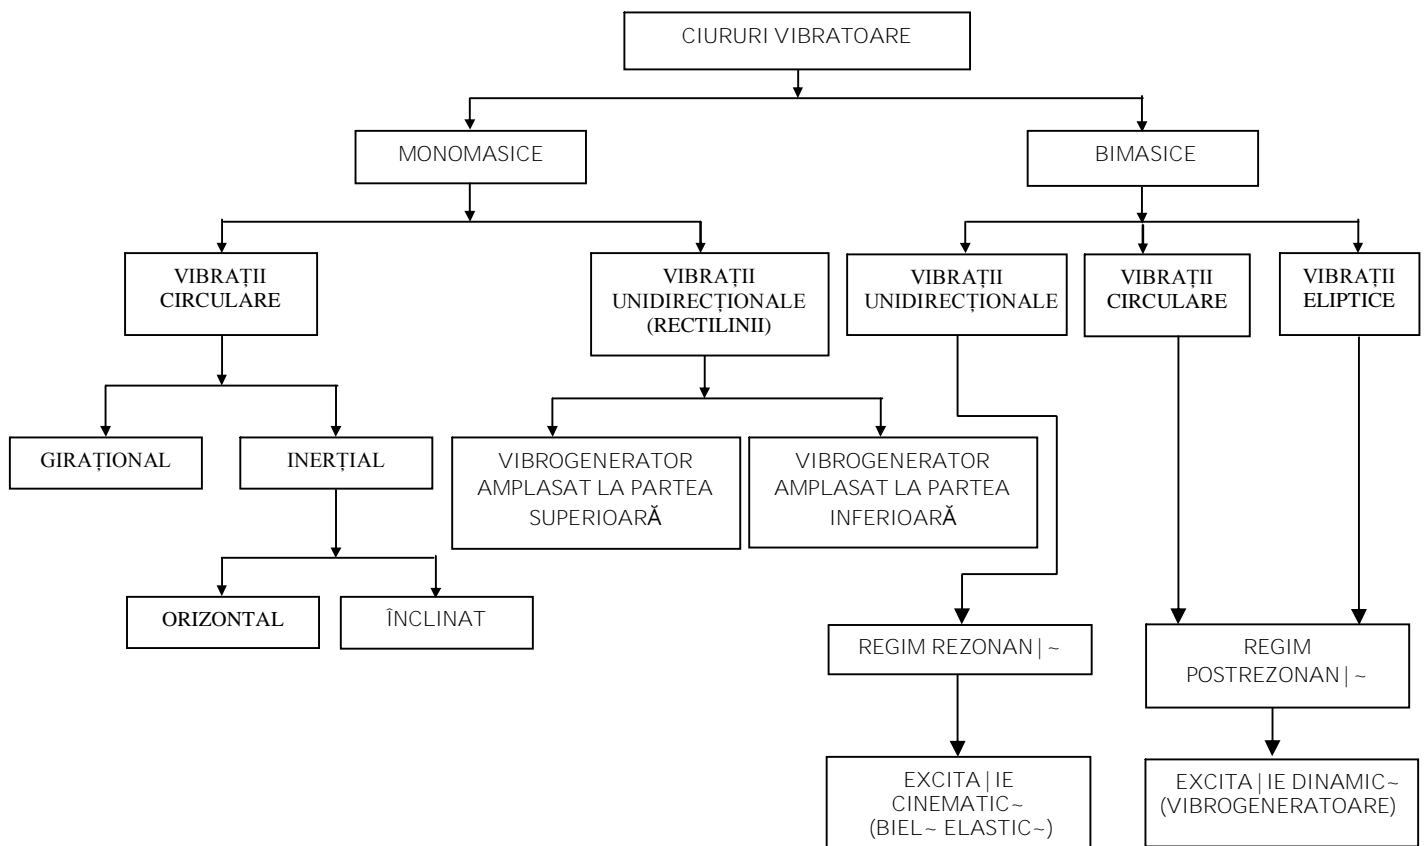 CIURURI VIBRATOARE
MONOMASICE
BIMASICE
VIBRAȚII
CIRCULARE
VIBRAȚII
UNIDIRECȚIONALE
(RECTILINII)
VIBRAȚII
UNIDIRECȚIONALE
VIBRAȚII
CIRCULARE
VIBRAȚII
ELIPTICE
GIRAȚIONAL
INERȚIAL
VIBROGENERATOR
AMPLASAT LA PARTEA
SUPERIOARĂ
VIBROGENERATOR
AMPLASAT LA PARTEA
INFERIOARĂ
ORIZONTAL
ÎNCLINAT
REGIM REZONAN|~
REGIM
POSTREZONAN|~
EXCITA|IE
CINEMATIC~
(BIEL~ ELASTIC~)
EXCITA|IE DINAMIC~
(VIBROGENERATOARE)